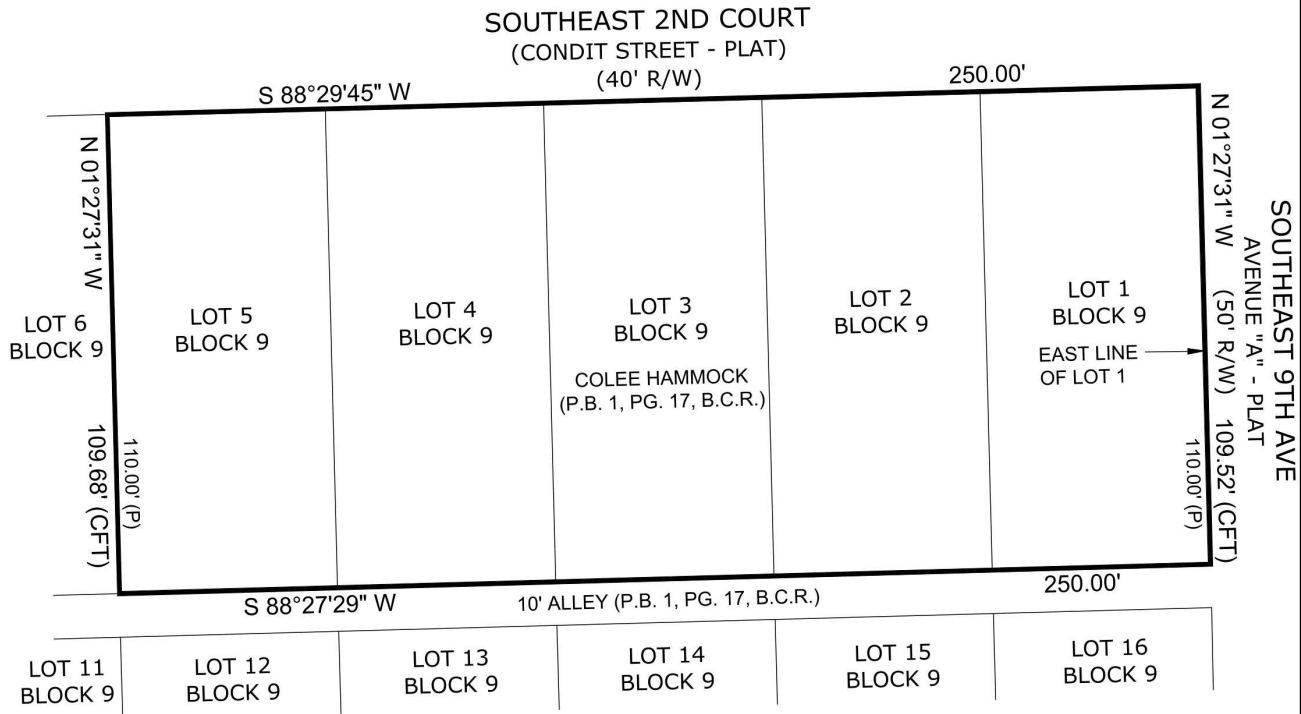 SOUTHEAST 2ND COURT
(CONDIT STREET - PLAT)
(40' R/W)
S 88°29'45" W
250.00'
N 01°27'31" W
109.68' (CFT)
110.00' (P)
LOT 6
BLOCK 9
LOT 5
BLOCK 9
LOT 4
BLOCK 9
LOT 3
BLOCK 9
COLEE HAMMOCK
(P.B. 1, PG. 17, B.C.R.)
LOT 2
BLOCK 9
LOT 1
BLOCK 9
EAST LINE
OF LOT 1
110.00' (P)
N 01°27'31" W (50' R/W) 109.52' (CFT)
AVENUE "A" - PLAT
SOUTHEAST 9TH AVE
S 88°27'29" W
10' ALLEY (P.B. 1, PG. 17, B.C.R.)
250.00'
LOT 11
BLOCK 9
LOT 12
BLOCK 9
LOT 13
BLOCK 9
LOT 14
BLOCK 9
LOT 15
BLOCK 9
LOT 16
BLOCK 9